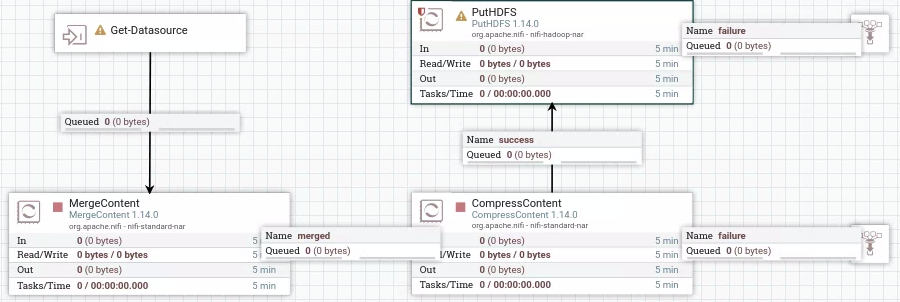 Get-Datasource
Queued 0 (0 bytes)
MergeContent
MergeContent 1.14.0
org.apache.nifi - nifi-standard-nar
In 0 (0 bytes) 5
Read/Write 0 bytes / 0 bytes 5
Out 0 (0 bytes) 5 min
Tasks/Time 0 / 00:00:00.000 5 min
Name merged
Queued 0 (0 bytes)
PutHDFS
PutHDFS 1.14.0
org.apache.nifi - nifi-hadoop-nar
In 0 (0 bytes) 5 min
Read/Write 0 bytes / 0 bytes 5 min
Out 0 (0 bytes) 5 min
Tasks/Time 0 / 00:00:00.000 5 min
Name failure
Queued 0 (0 bytes)
Name success
Queued 0 (0 bytes)
CompressContent
CompressContent 1.14.0
org.apache.nifi - nifi-standard-nar
0 (0 bytes) 5 min
0 bytes / 0 bytes 5 min
Out 0 (0 bytes) 5 min
Tasks/Time 0 / 00:00:00.000 5 min
Name failure
Queued 0 (0 bytes)